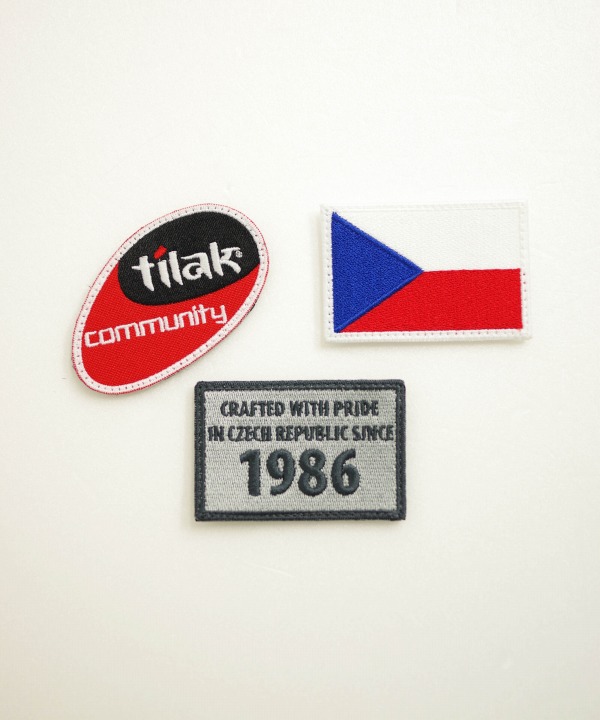 tilak®
community
CRAFTED WITH PRIDE
IN CZECH REPUBLIC SINCE
1986